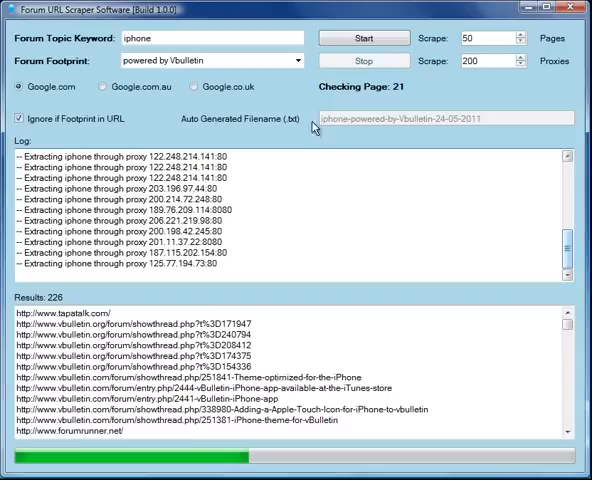 Forum URL Scraper Software [Build 1.0.0]
Forum Topic Keyword: iphone Start Scrape: 50 Pages
Forum Footprint: powered by Vbulletin Stop Scrape: 200 Proxies
Google.com Google.com.au Google.co.uk Checking Page: 21
Ignore if Footprint in URL Auto Generated Filename (.txt) iphone-powered-by-Vbulletin-24-05-2011
Log:
-- Extracting iphone through proxy 122.248.214.141:80
-- Extracting iphone through proxy 122.248.214.141:80
-- Extracting iphone through proxy 122.248.214.141:80
-- Extracting iphone through proxy 203.196.97.44:80
-- Extracting iphone through proxy 200.214.72.248:80
-- Extracting iphone through proxy 189.76.209.114:8080
-- Extracting iphone through proxy 206.221.219.98:80
-- Extracting iphone through proxy 200.198.42.245:80
-- Extracting iphone through proxy 201.11.37.22:8080
-- Extracting iphone through proxy 187.115.202.154:80
-- Extracting iphone through proxy 125.77.194.73:80
Results: 226
http://www.tapatalk.com/
http://www.vbulletin.org/forum/showthread.php?t%3D171947
http://www.vbulletin.org/forum/showthread.php?t%3D240794
http://www.vbulletin.org/forum/showthread.php?t%3D208412
http://www.vbulletin.org/forum/showthread.php?t%3D174375
http://www.vbulletin.org/forum/showthread.php?t%3D154336
http://www.vbulletin.com/forum/showthread.php/251841-Theme-optimized-for-the-iPhone
http://www.vbulletin.com/forum/entry.php/2444-vBulletin-iPhone-app-available-at-the-iTunes-store
http://www.vbulletin.com/forum/entry.php/2441-vBulletin-iPhone-app
http://www.vbulletin.com/forum/showthread.php/338980-Adding-a-Apple-Touch-Icon-for-iPhone-to-vbulletin
http://www.vbulletin.com/forum/showthread.php/251381-iPhone-theme-for-vBulletin
http://www.forumrunner.net/